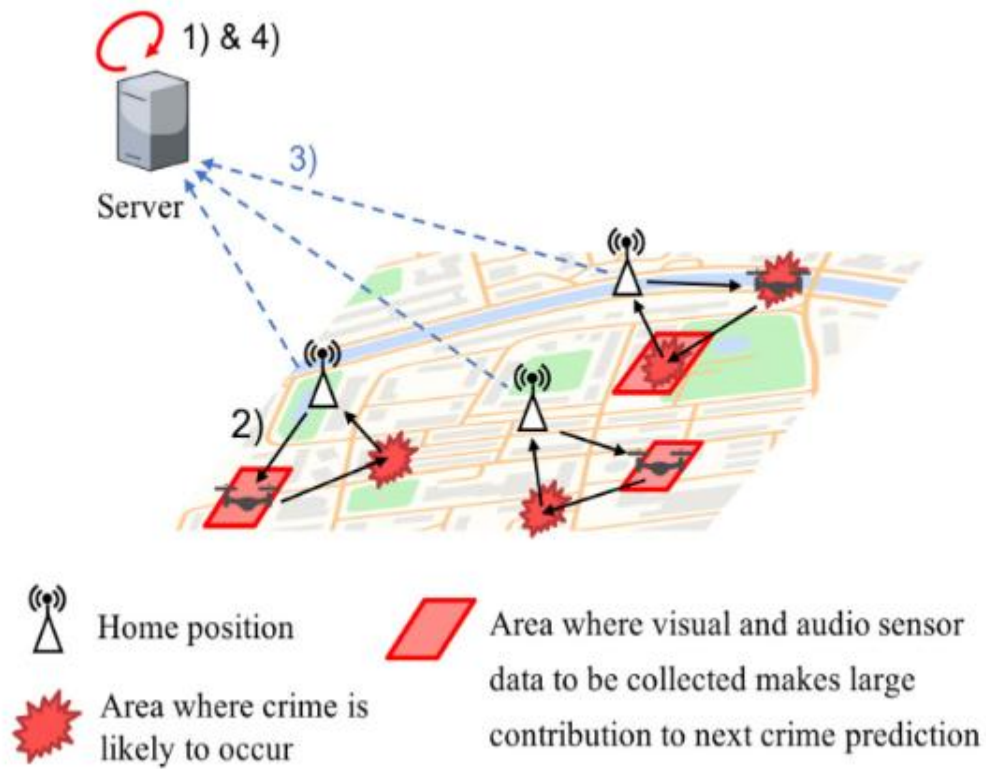 1) & 4)
3)
Server
2)
Home position
Area where crime is
likely to occur
Area where visual and audio sensor
data to be collected makes large
contribution to next crime prediction